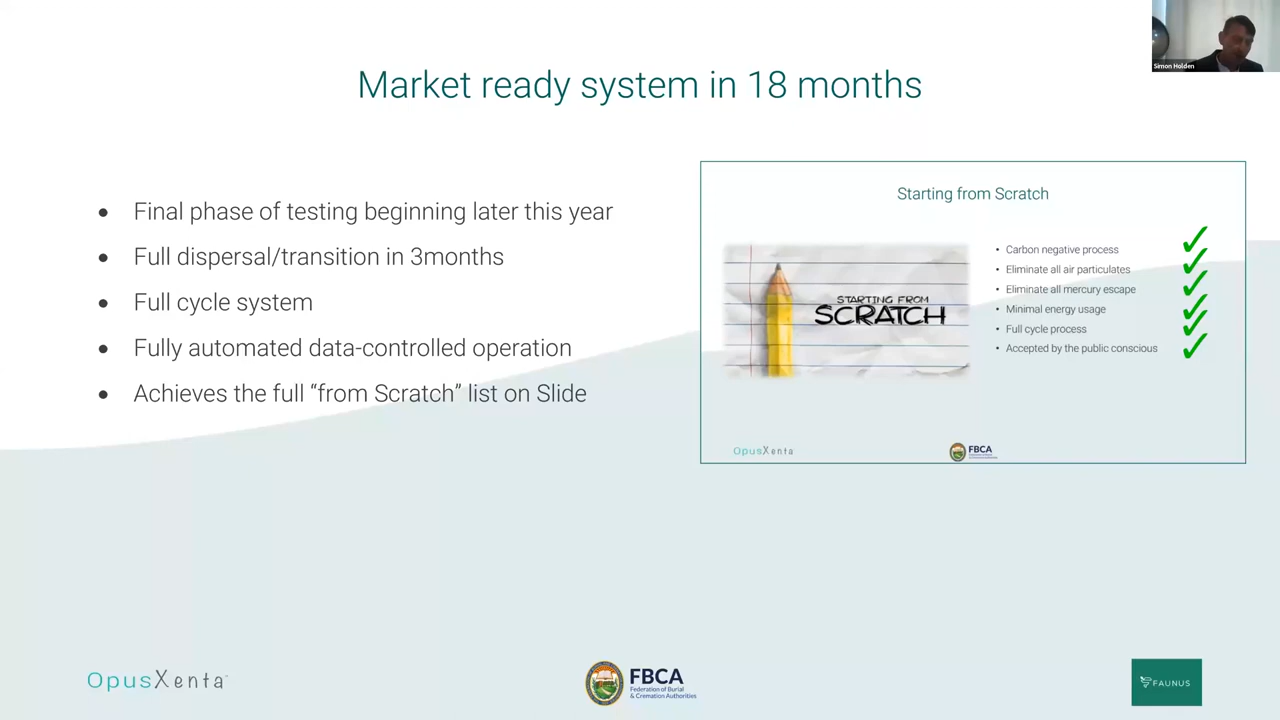 Simon Holden
Market ready system in 18 months
• Final phase of testing beginning later this year
• Full dispersal/transition in 3months
• Full cycle system
• Fully automated data-controlled operation
• Achieves the full “from Scratch” list on Slide
Starting from Scratch
STARTING FROM
SCRATCH
• Carbon negative process
• Eliminate all air particulates
• Eliminate all mercury escape
• Minimal energy usage
• Full cycle process
• Accepted by the public conscious
OpusXenta
FBCA
OpusXenta
FBCA
Federation of Burial
& Cremation Authorities
FAUNUS